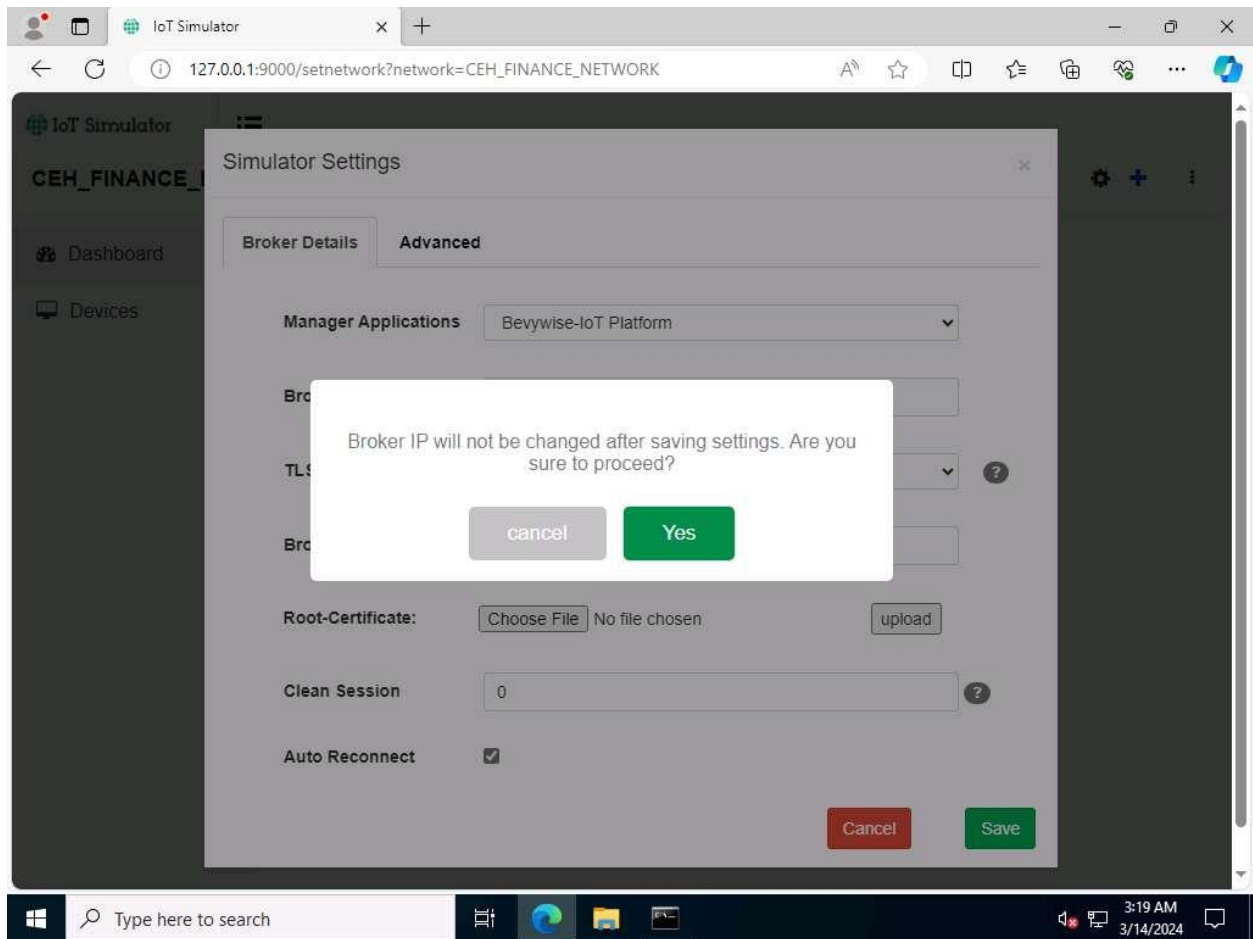 IoT Simulator
127.0.0.1:9000/setnetwork?network=CEH_FINANCE_NETWORK
IoT Simulator
CEH_FINANCE_
Dashboard
Devices
Simulator Settings
Broker Details Advanced
Manager Applications Bevywise-IoT Platform
Bro
TLS
Bro
Broker IP will not be changed after saving settings. Are you
sure to proceed?
cancel Yes
Root-Certificate: Choose File No file chosen upload
Clean Session 0
Auto Reconnect
Cancel Save
Type here to search
3:19 AM
3/14/2024